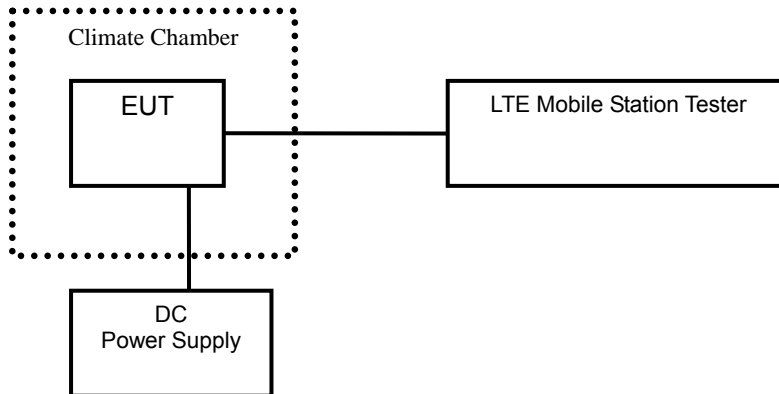 Climate Chamber
EUT
LTE Mobile Station Tester
DC
Power Supply